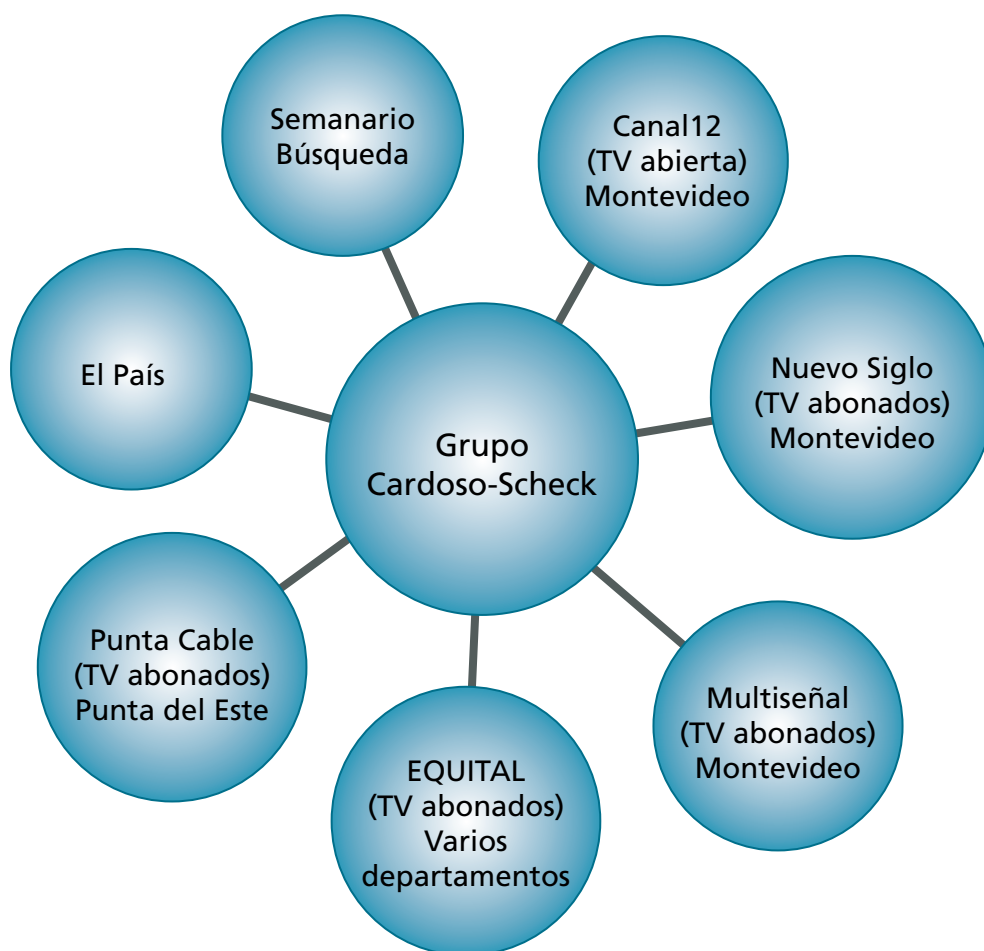 Semanario
Búsqueda
Canal12
(TV abierta)
Montevideo
El País
Nuevo Siglo
(TV abonados)
Montevideo
Grupo
Cardoso-Scheck
Punta Cable
(TV abonados)
Punta del Este
Multiseñal
(TV abonados)
Montevideo
EQUITAL
(TV abonados)
Varios
departamentos